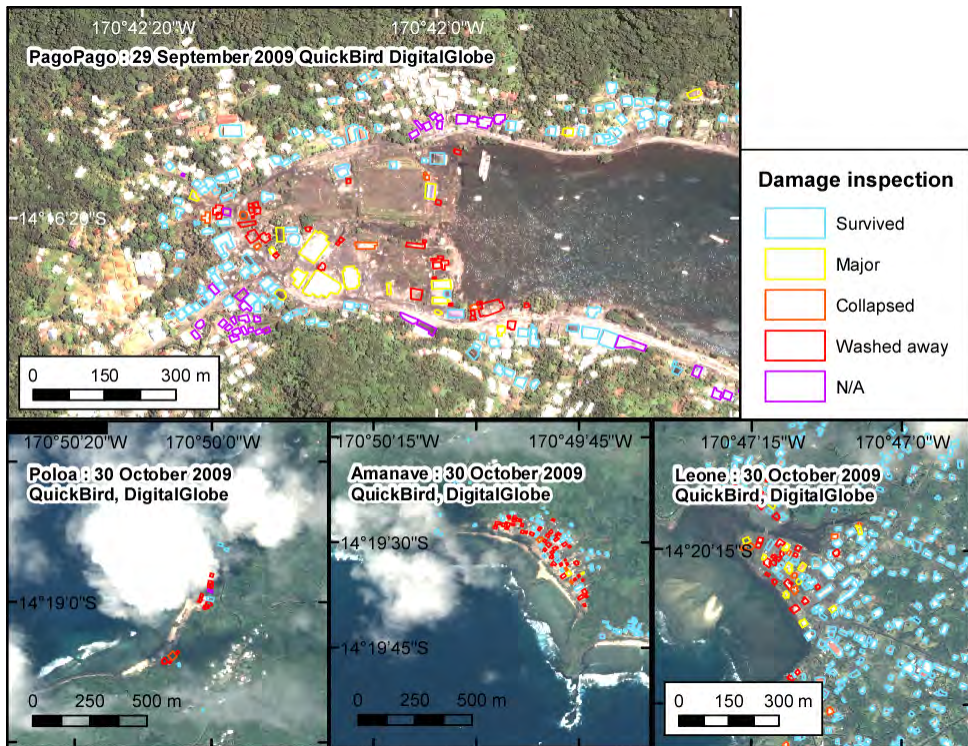 170°42'20"W
170°42'0"W
PagoPago : 29 September 2009 QuickBird DigitalGlobe
14°16'20"S
0 150 300 m
Damage inspection
Survived
Major
Collapsed
Washed away
N/A
170°50'20"W
170°50'0"W
Poloa : 30 October 2009
QuickBird, DigitalGlobe
14°19'0"S
0 250 500 m
170°50'15"W
170°49'45"W
Amanave : 30 October 2009
QuickBird, DigitalGlobe
14°19'30"S
14°19'45"S
0 250 500 m
170°47'15"W
170°47'0"W
Leone : 30 October 2009
QuickBird, DigitalGlobe
14°20'15"S
0 150 300 m